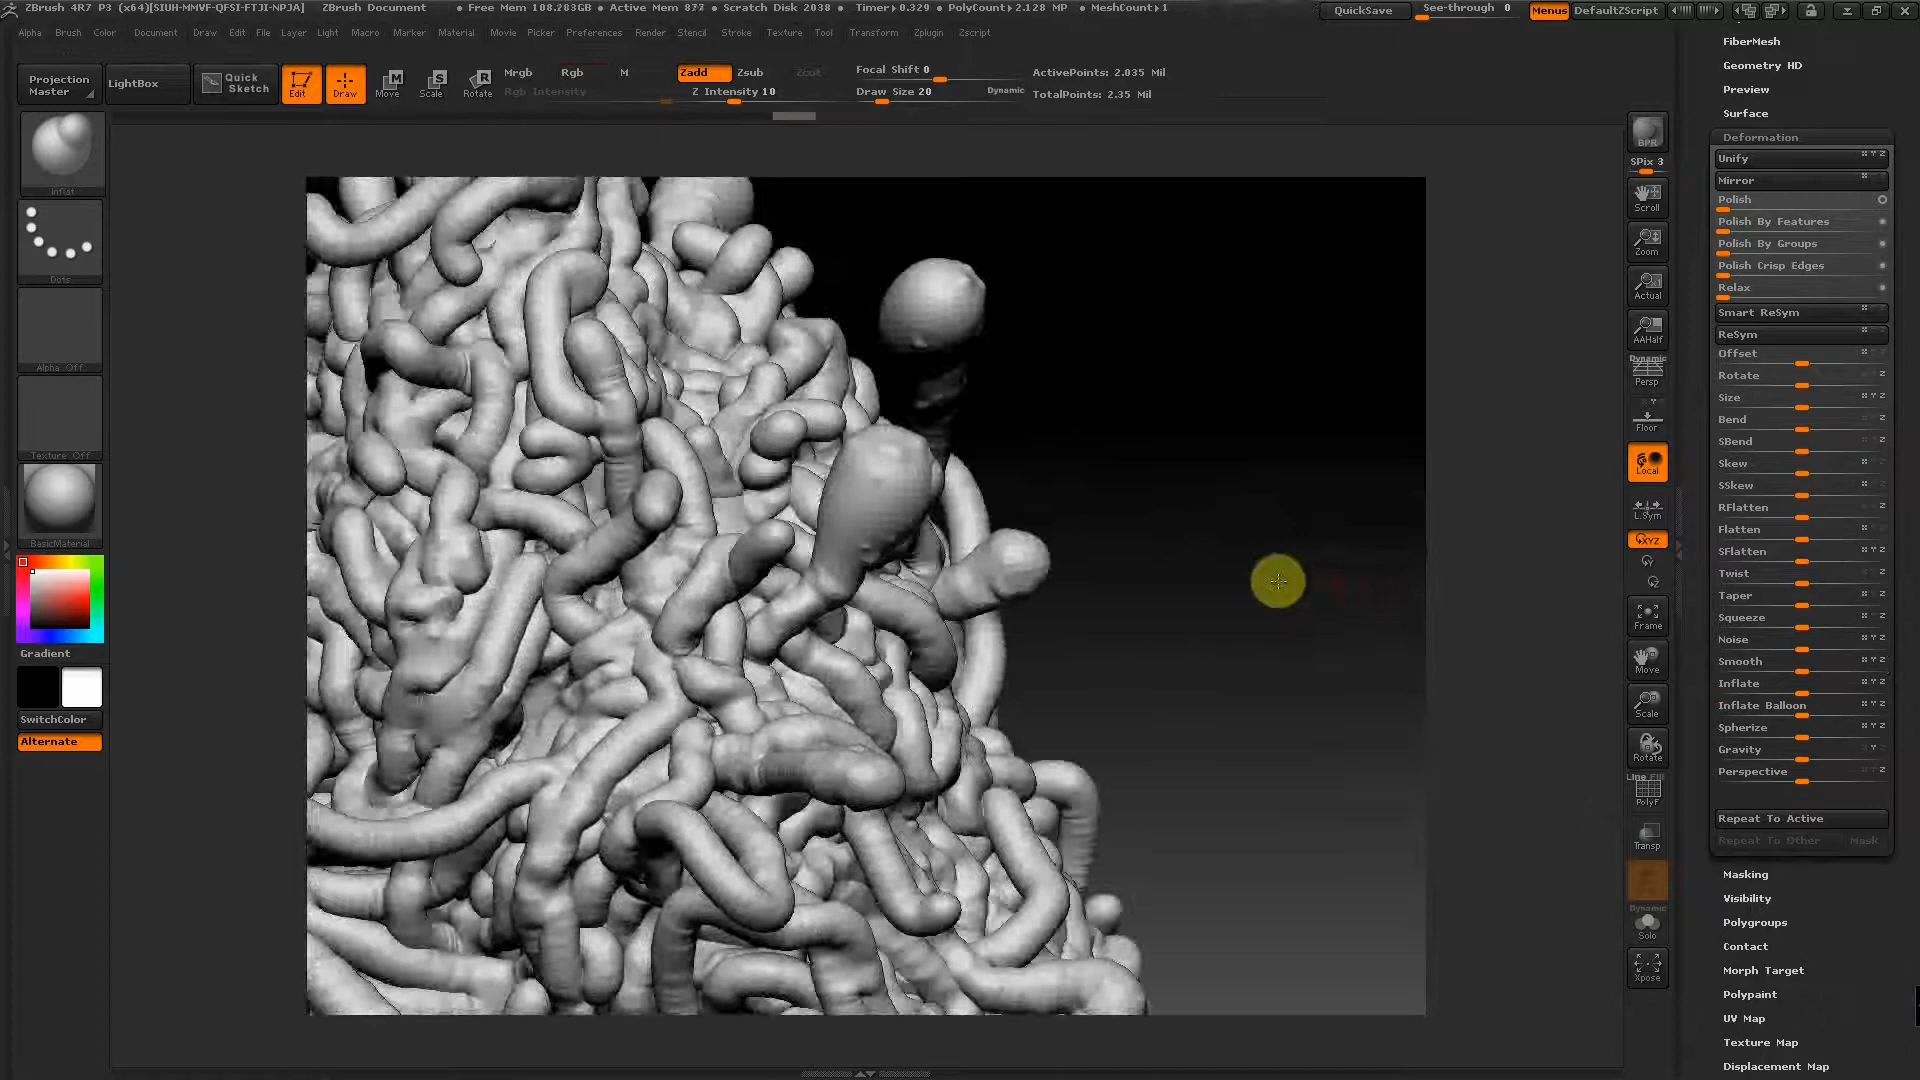 ZBrush 4R7 P3 (x64)[SIUH-MMVF-QFSI-FTJI-NPJA] ZBrush Document • Free Mem 108.283GB • Active Mem 877 • Scratch Disk 2038 • Timer▸0.329 • PolyCount▸2.128 MP • MeshCount▸1 QuickSave See-through 0 Menus DefaultZScript
Alpha Brush Color Document Draw Edit File Layer Light Macro Marker Material Movie Picker Preferences Render Stencil Stroke Texture Tool Transform Zplugin Zscript
Projection Master
LightBox
Quick Sketch
Edit
Draw
Move
Scale
Rotate
Mrgb Rgb M
Rgb Intensity
Zadd Zsub Zcut
Z Intensity 10
Focal Shift 0
Draw Size 20 Dynamic
ActivePoints: 2.035 Mil
TotalPoints: 2.35 Mil
Inflat
Dots
Alpha Off
Texture Off
BasicMaterial
Gradient
SwitchColor
Alternate
BPR
SPix 3
Scroll
Zoom
Actual
AAHalf
Dynamic
Persp
Floor
Local
L.Sym
XYZ
Frame
Move
Scale
Rotate
Line Fill
PolyF
Transp
Dynamic
Solo
Xpose
FiberMesh
Geometry HD
Preview
Surface
Deformation
Unify
Mirror
Polish
Polish By Features
Polish By Groups
Polish Crisp Edges
Relax
Smart ReSym
ReSym
Offset
Rotate
Size
Bend
SBend
Skew
SSkew
RFlatten
Flatten
SFlatten
Twist
Taper
Squeeze
Noise
Smooth
Inflate
Inflate Balloon
Spherize
Gravity
Perspective
Repeat To Active
Repeat To Other Mask
Masking
Visibility
Polygroups
Contact
Morph Target
Polypaint
UV Map
Texture Map
Displacement Map